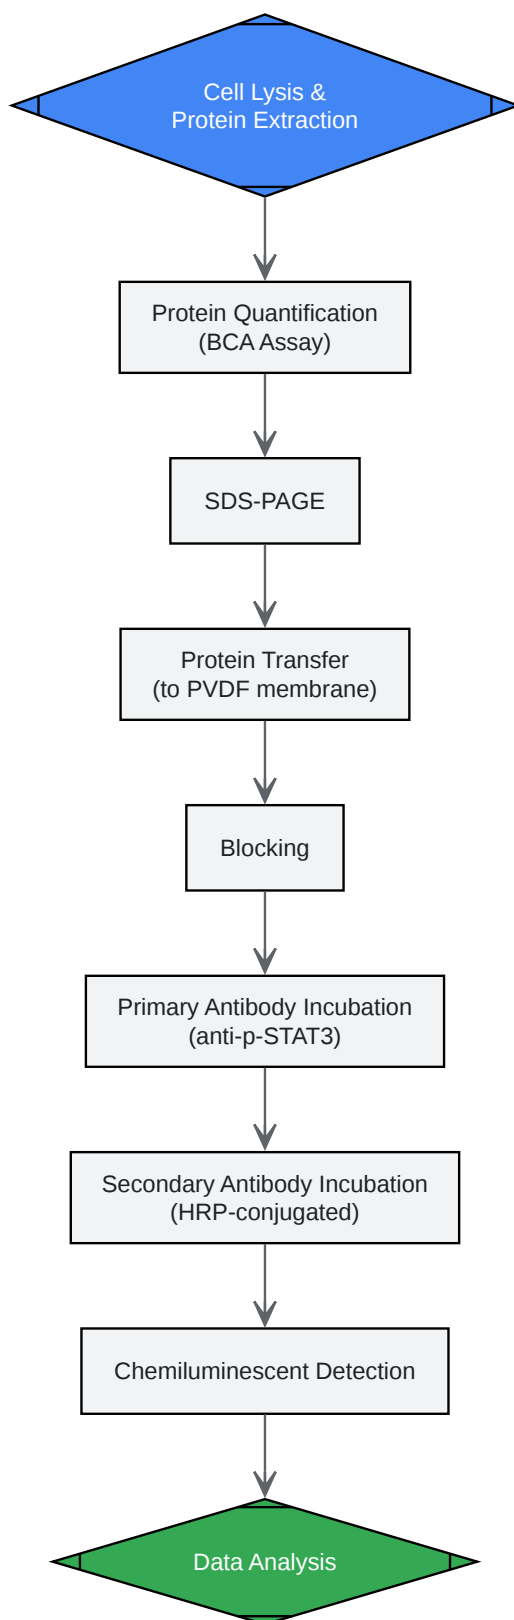 Cell Lysis &
Protein Extraction
Protein Quantification
(BCA Assay)
SDS-PAGE
Protein Transfer
(to PVDF membrane)
Blocking
Primary Antibody Incubation
(anti-p-STAT3)
Secondary Antibody Incubation
(HRP-conjugated)
Chemiluminescent Detection
Data Analysis